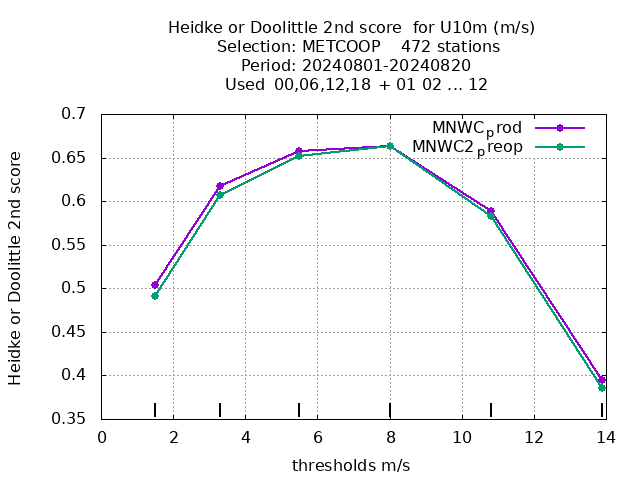 Heidke or Doolittle 2nd score  for U10m (m/s)
Selection: METCOOP    472 stations
Period: 20240801-20240820
Used  00,06,12,18  + 01 02 ... 12
MNWCprod
MNWC2preop
Heidke or Doolittle 2nd score
0.7
0.65
0.6
0.55
0.5
0.45
0.4
0.35
0 2 4 6 8 10 12 14
thresholds m/s